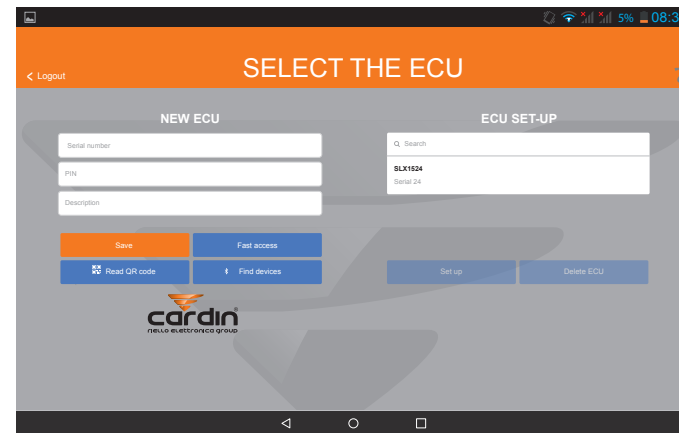 5% 08:3
Logout
SELECT THE ECU
NEW ECU
Serial number
PIN
Description
Save
Fast access
Read QR code
Find devices
cardin
nello elettronica group
ECU SET-UP
Search
SLX1524
Serial 24
Set up
Delete ECU